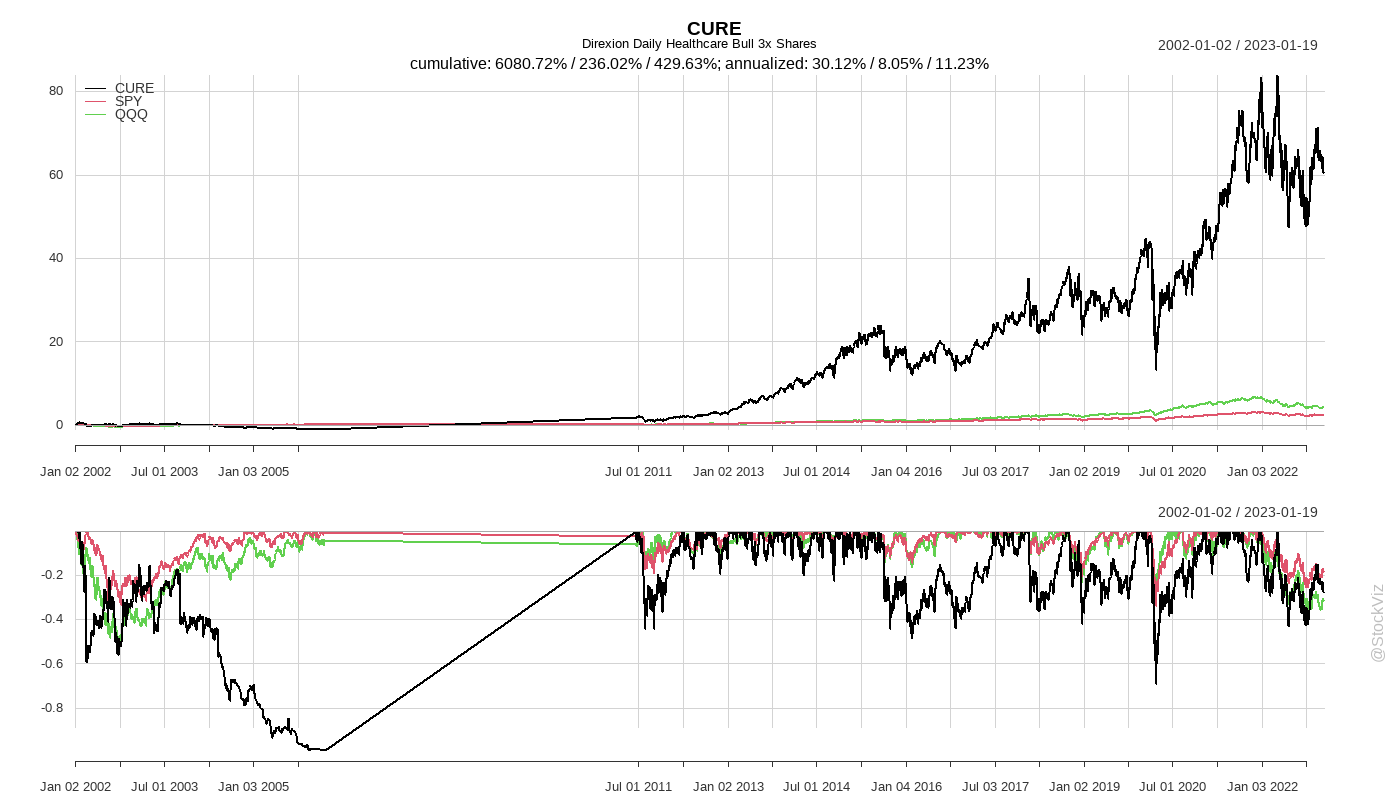 CURE
Direxion Daily Healthcare Bull 3x Shares
2002-01-02 / 2023-01-19
cumulative: 6080.72% / 236.02% / 429.63%; annualized: 30.12% / 8.05% / 11.23%
CURE
SPY
QQQ
80
60
40
20
0
Jan 02 2002 Jul 01 2003 Jan 03 2005 Jul 01 2011 Jan 02 2013 Jul 01 2014 Jan 04 2016 Jul 03 2017 Jan 02 2019 Jul 01 2020 Jan 03 2022
2002-01-02 / 2023-01-19
-0.2
-0.4
-0.6
-0.8
Jan 02 2002 Jul 01 2003 Jan 03 2005 Jul 01 2011 Jan 02 2013 Jul 01 2014 Jan 04 2016 Jul 03 2017 Jan 02 2019 Jul 01 2020 Jan 03 2022
@StockViz